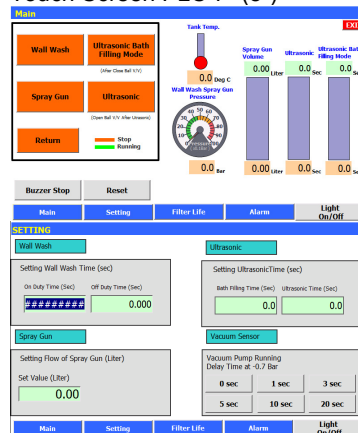 Main
EXI
Tank Temp.
Wall Wash
Ultrasonic Bath
Filling Mode
(After Close Ball V/V)
Spray Gun
Ultrasonic
(Open Ball V/V After Ultrasonic)
Return
Stop
Running
0.0 Deg C
Wall Wash Spray Gun
Pressure
0.0 Bar
Spray Gun
Volume
Ultrasonic
Ultrasonic Bath
Filling Mode
0.00 Liter
0.0 Sec
0.0 Se
0.00 Liter
0.0 Sec
0.0 Se
Buzzer Stop
Reset
Main
Setting
Filter Life
Alarm
Light
On/Off
SETTING
Wall Wash
Setting Wall Wash Time (sec)
On Duty Time (Sec)
Off Duty Time (Sec)
#########
0.000
Ultrasonic
Setting UltrasonicTime (sec)
Bath Filling Time (Sec)
Ultrasonic Time (Sec)
0.0
0.0
Spray Gun
Setting Flow of Spray Gun (Liter)
Set Value (Liter)
0.00
Vacuum Sensor
Vacuum Pump Running
Delay Time at -0.7 Bar
0 sec
1 sec
3 sec
5 sec
10 sec
20 sec
Main
Setting
Filter Life
Alarm
Light
On/Off